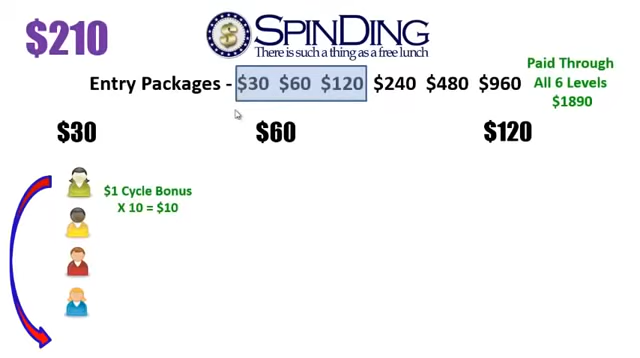 $210
SPINDING
There is such a thing as a free lunch
Entry Packages - $30 $60 $120 $240 $480 $960
Paid Through
All 6 Levels
$1890
$30
$60
$120
$1 Cycle Bonus
X 10 = $10